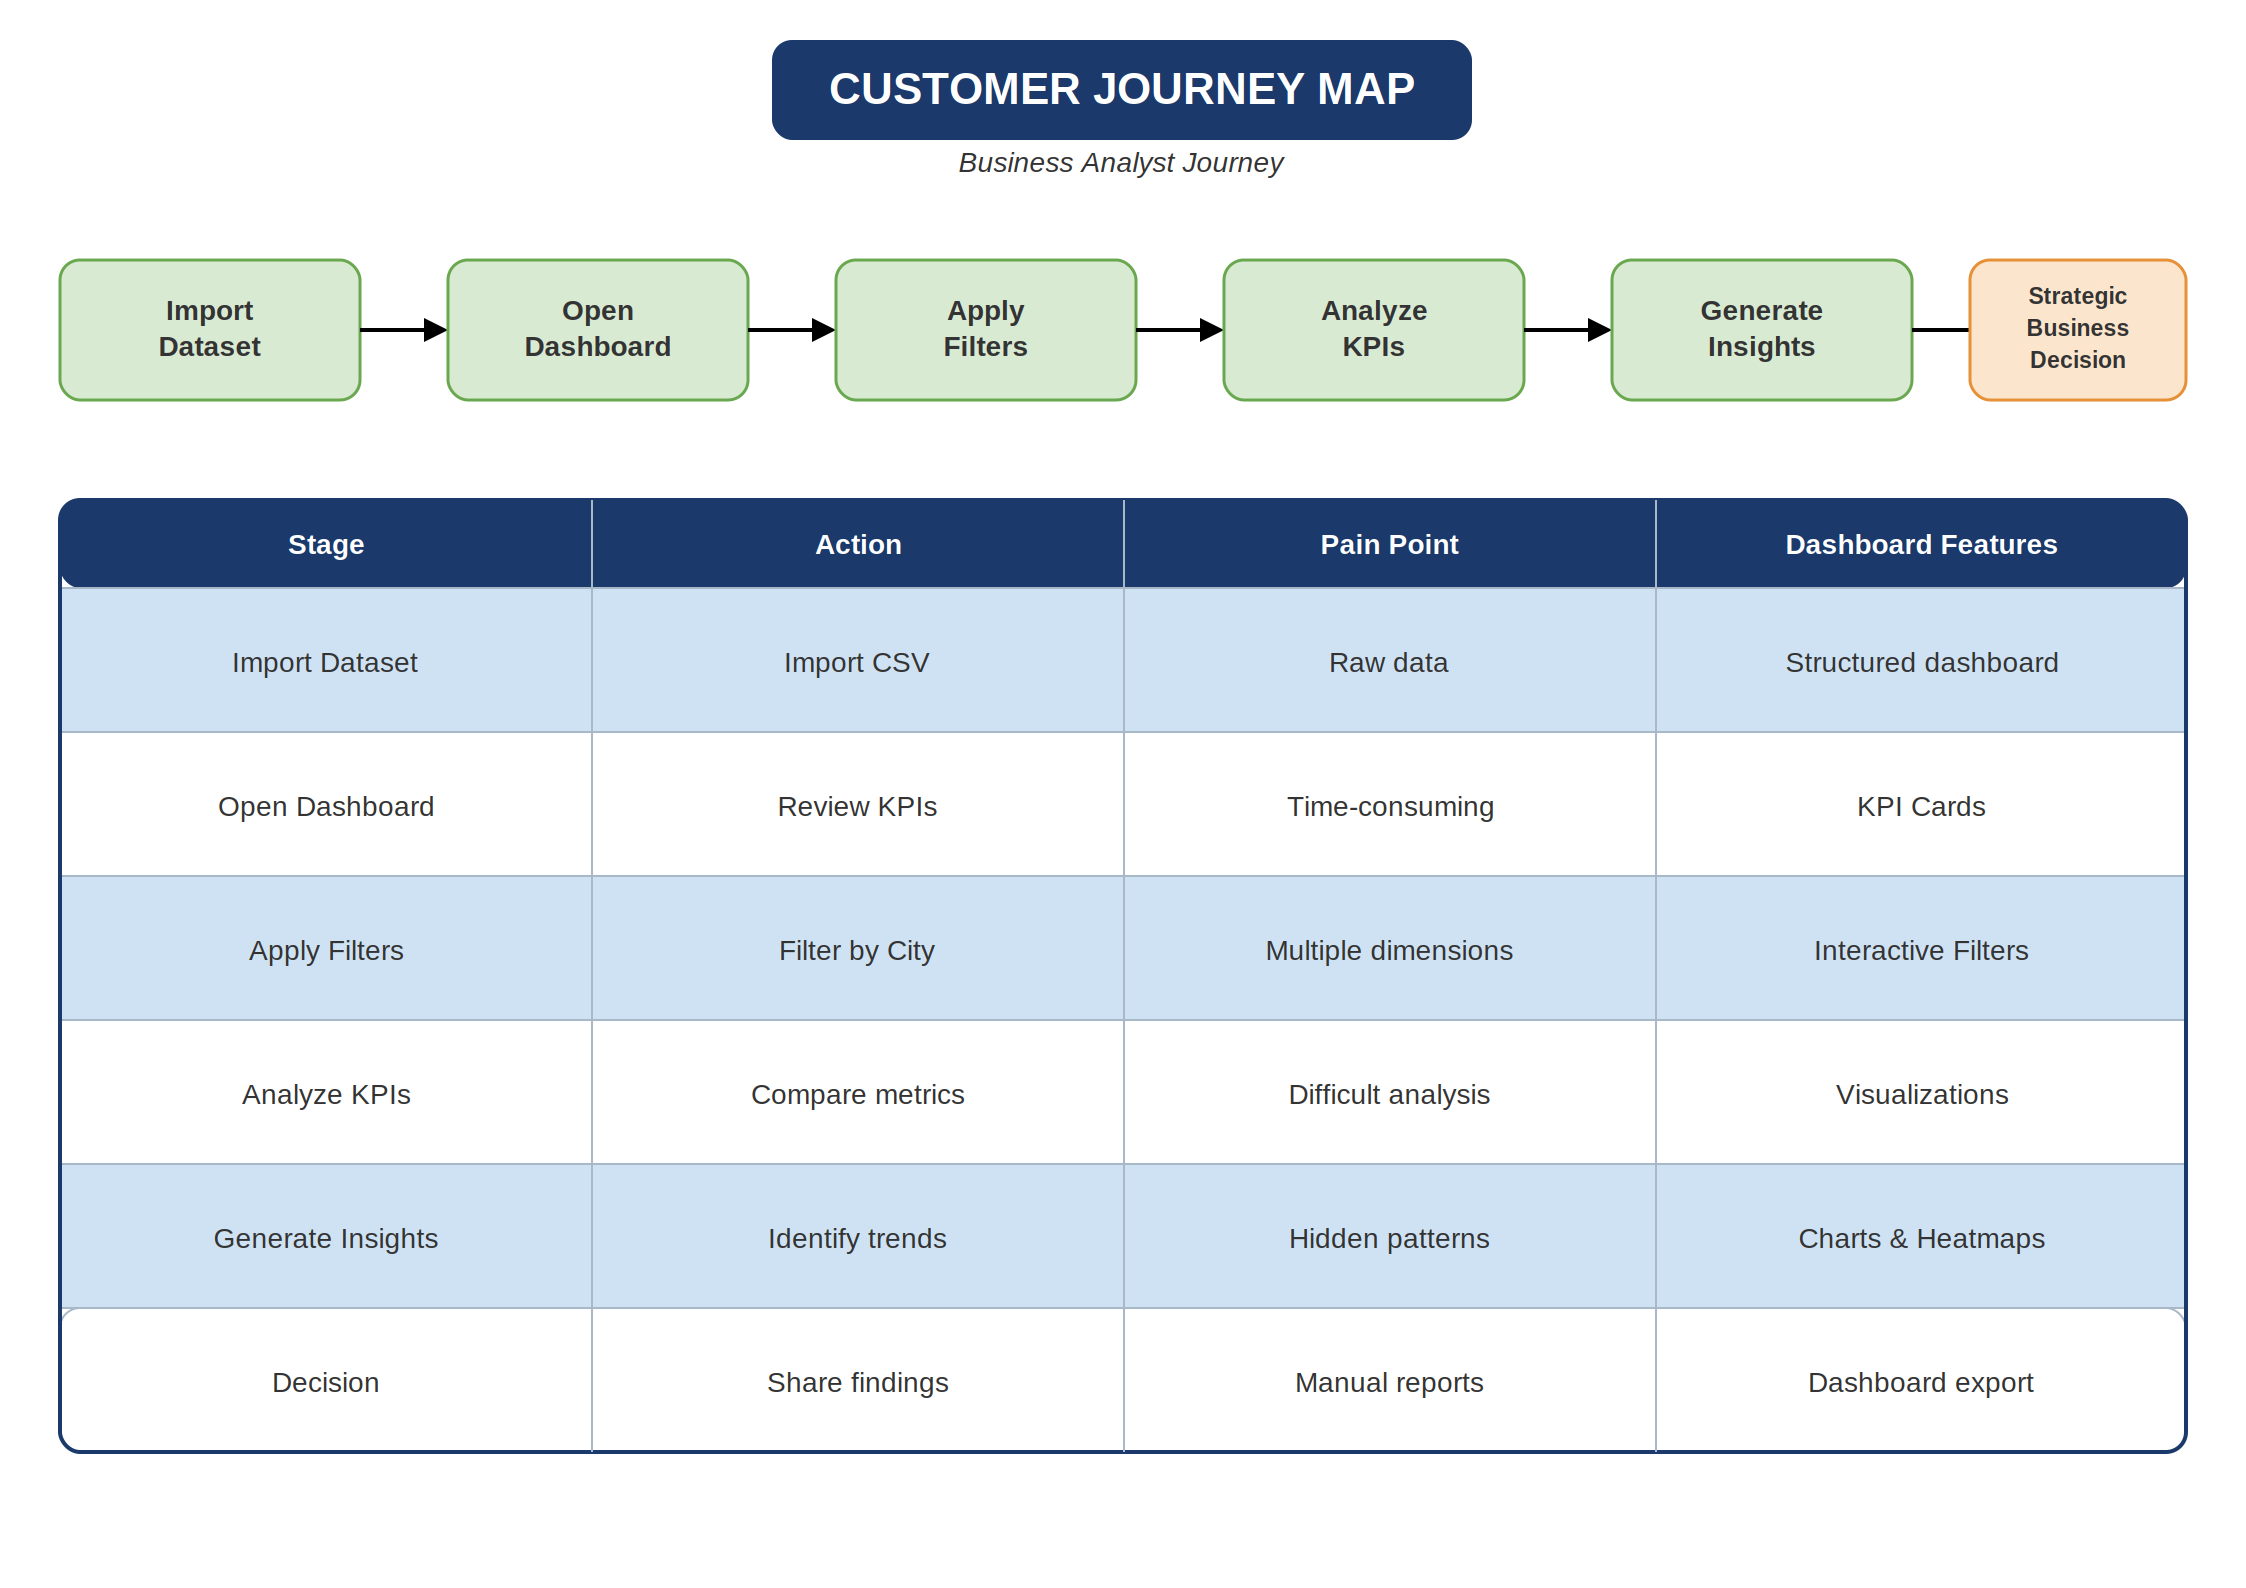 CUSTOMER JOURNEY MAP
Business Analyst Journey
Import
Dataset
Open
Dashboard
Apply
Filters
Analyze
KPIs
Generate
Insights
Strategic
Business
Decision
Stage Action Pain Point Dashboard Features
Import Dataset Import CSV Raw data Structured dashboard
Open Dashboard Review KPIs Time-consuming KPI Cards
Apply Filters Filter by City Multiple dimensions Interactive Filters
Analyze KPIs Compare metrics Difficult analysis Visualizations
Generate Insights Identify trends Hidden patterns Charts & Heatmaps
Decision Share findings Manual reports Dashboard export